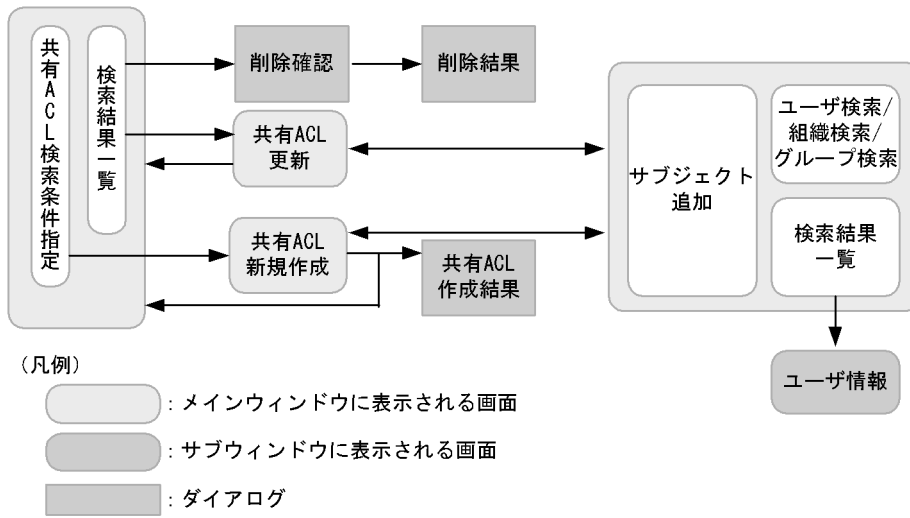 共有ACL検索条件指定
検索結果一覧
削除確認
削除結果
共有ACL
更新
共有ACL
新規作成
共有ACL
作成結果
サブジェクト
追加
ユーザ検索/
組織検索/
グループ検索
検索結果
一覧
ユーザ情報
(凡例)
:メインウィンドウに表示される画面
:サブウィンドウに表示される画面
:ダイアログ